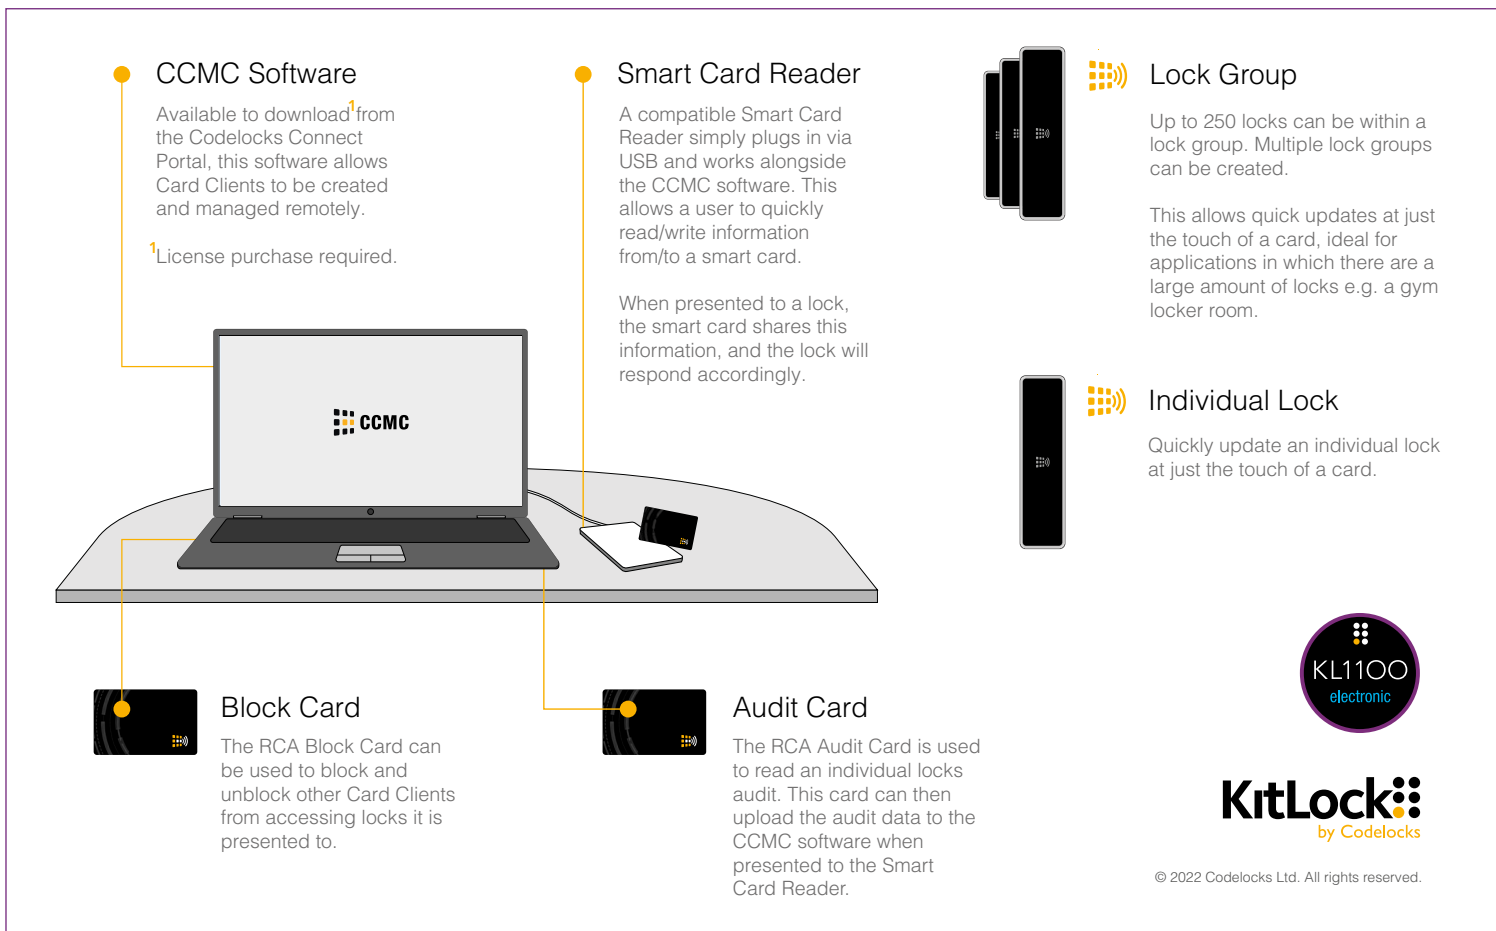 CCMC Software
Available to download¹from
the Codelocks Connect
Portal, this software allows
Card Clients to be created
and managed remotely.
¹License purchase required.
Smart Card Reader
A compatible Smart Card
Reader simply plugs in via
USB and works alongside
the CCMC software. This
allows a user to quickly
read/write information
from/to a smart card.
When presented to a lock,
the smart card shares this
information, and the lock will
respond accordingly.
Lock Group
Up to 250 locks can be within a
lock group. Multiple lock groups
can be created.
This allows quick updates at just
the touch of a card, ideal for
applications in which there are a
large amount of locks e.g. a gym
locker room.
Individual Lock
Quickly update an individual lock
at just the touch of a card.
CCMC
Block Card
The RCA Block Card can
be used to block and
unblock other Card Clients
from accessing locks it is
presented to.
Audit Card
The RCA Audit Card is used
to read an individual locks
audit. This card can then
upload the audit data to the
CCMC software when
presented to the Smart
Card Reader.
KL1100
electronic
KitLock
by Codelocks
© 2022 Codelocks Ltd. All rights reserved.